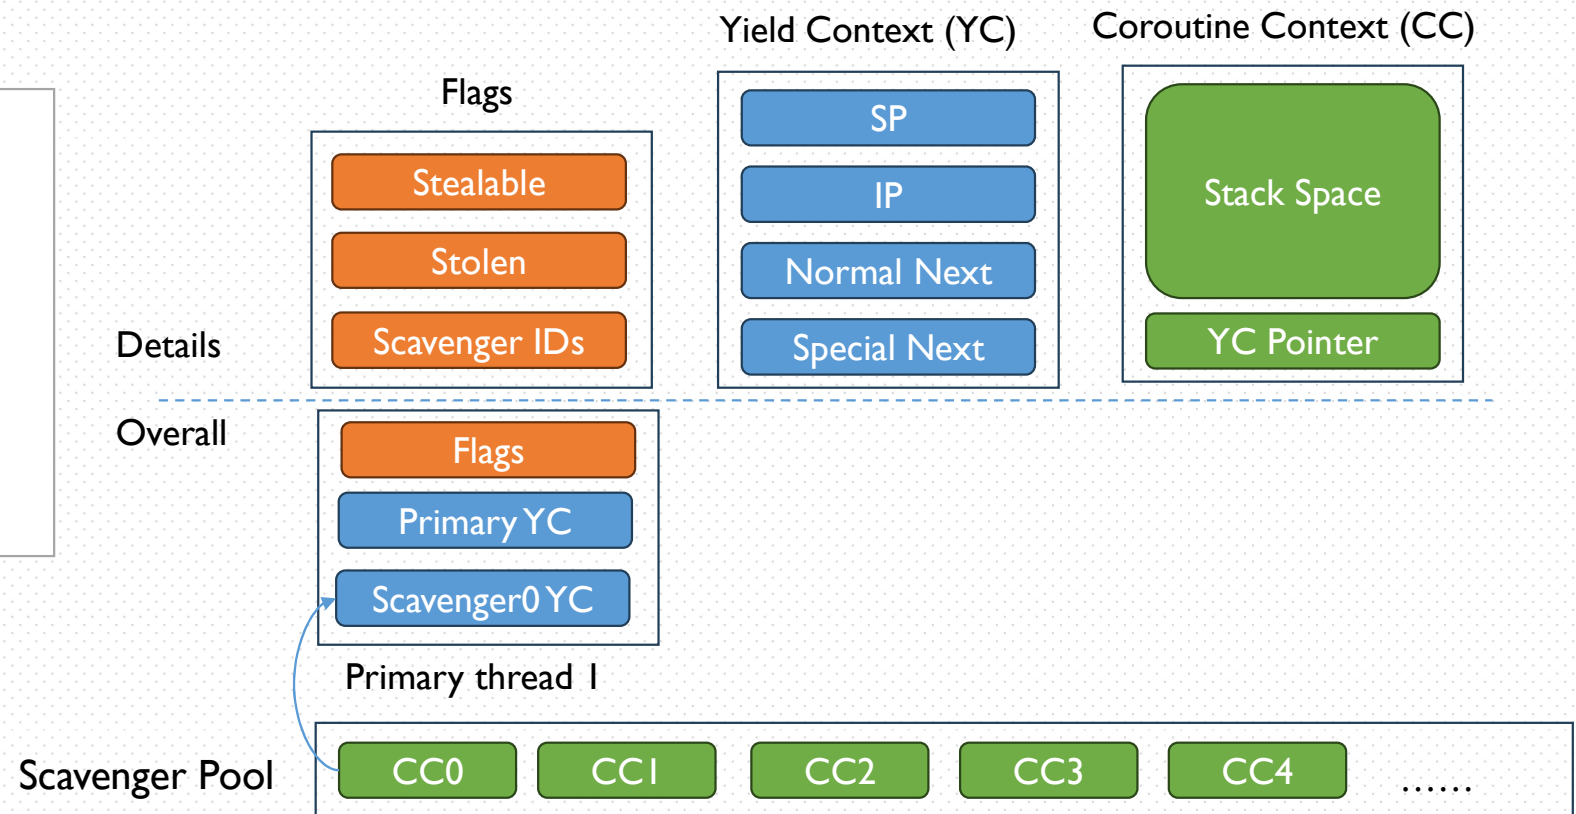 Yield Context (YC)
Coroutine Context (CC)
Flags
Stealable
Stolen
Scavenger IDs
SP
IP
Normal Next
Special Next
Stack Space
YC Pointer
Details
Overall
Flags
Primary YC
Scavenger0 YC
Primary thread 1
Scavenger Pool
CC0
CC1
CC2
CC3
CC4
......